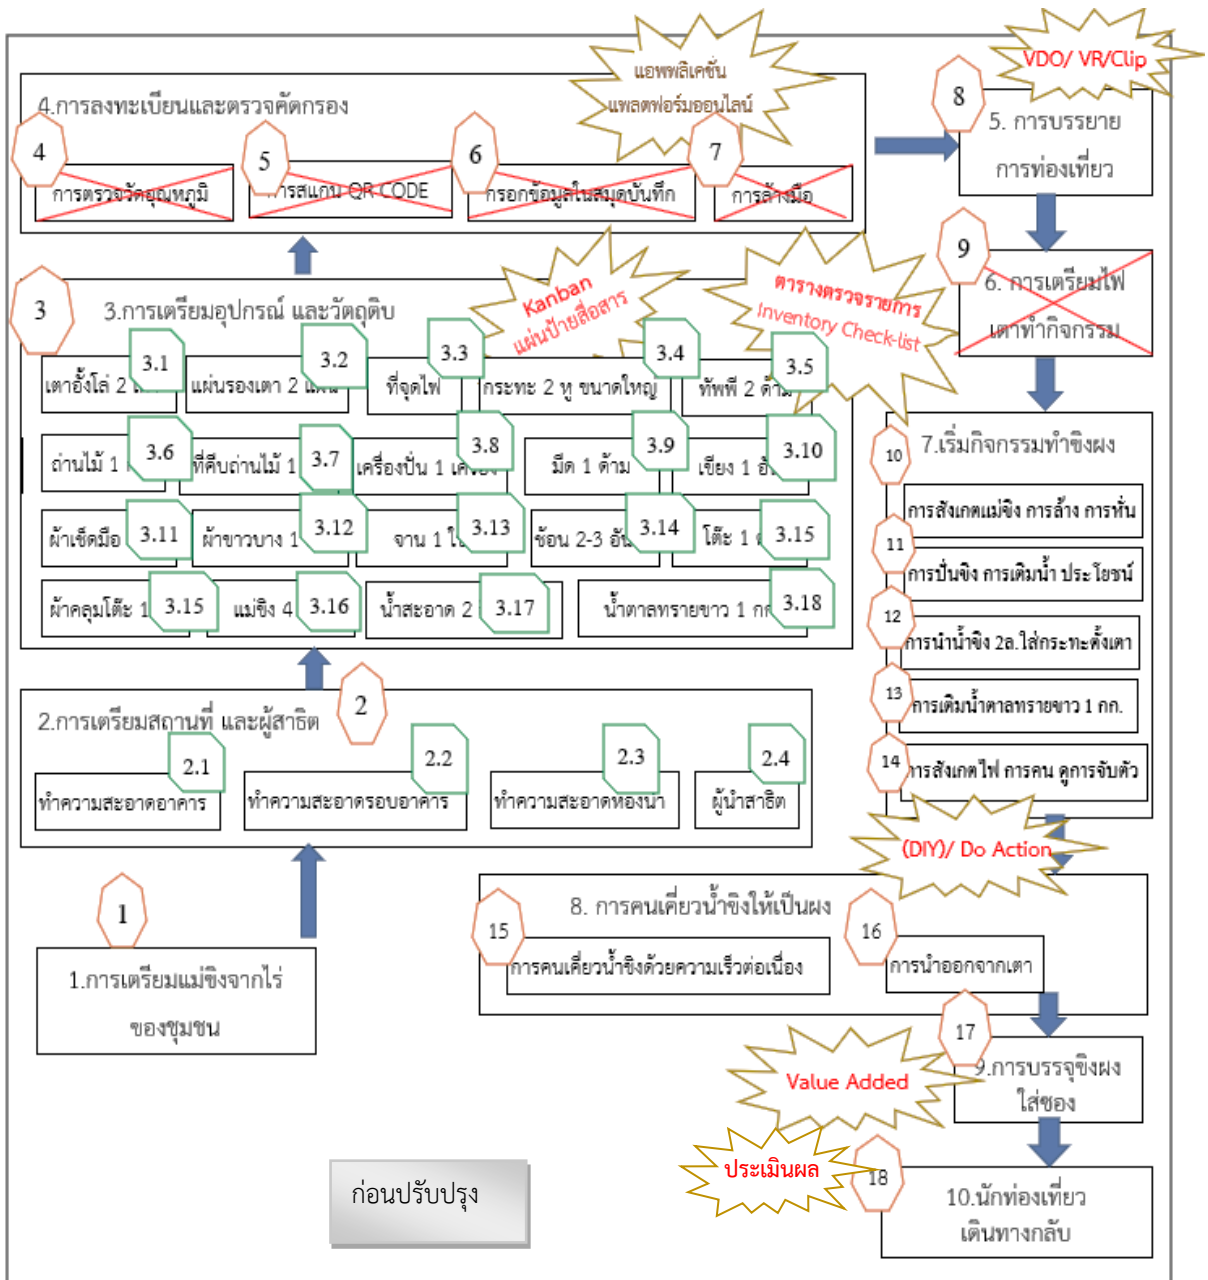 แอพพลิเคชั่น
แพลตฟอร์มออนไลน์
VDO/ VR/Clip
4.การลงทะเบียนและตรวจคัดกรอง
4
การตรวจวัดอุณหภูมิ
5
การสแกน QR CODE
6
กรอกข้อมูลในสมุดบันทึก
7
การล้างมือ
8
5. การบรรยาย
การท่องเที่ยว
9
6. การเตรียมไฟ
เตาทำกิจกรรม
3
3.การเตรียมอุปกรณ์ และวัตถุดิบ
Kanban
แผ่นป้ายสื่อสาร
ตารางตรวจรายการ
Inventory Check-list
3.1
เตาอั้งโล่ 2
3.2
แผ่นรองเตา 2
3.3
ที่จุดไฟ
3.4
กระทะ 2 หู ขนาดใหญ่
3.5
ทัพพี 2 ด้าม
3.6
ถ่านไม้ 1
3.7
ที่คีบถ่านไม้ 1
3.8
เครื่องปั่น 1 เครื่อง
3.9
มีด 1 ด้าม
3.10
เขียง 1 อัน
3.11
ผ้าเช็ดมือ
3.12
ผ้าขาวบาง 1
3.13
จาน 1 ใบ
3.14
ช้อน 2-3 อัน
3.15
โต๊ะ 1
3.15
ผ้าคลุมโต๊ะ 1
3.16
แม่ขิง 4
3.17
น้ำสะอาด 2
3.18
น้ำตาลทรายขาว 1 กก
7.เริ่มกิจกรรมทำขิงผง
10
การสังเกตแม่ขิง การล้าง การหั่น
11
การปั่นขิง การเติมน้ำ ประโยชน์
12
การนำน้ำขิง 2ล.ใส่กระทะตั้งเตา
13
การเติมน้ำตาลทรายขาว 1 กก.
14
การสังเกตไฟ การคน ดูการจับตัว
2
2.การเตรียมสถานที่ และผู้สาธิต
2.1
ทำความสะอาดอาคาร
2.2
ทำความสะอาดรอบอาคาร
2.3
ทำความสะอาดห้องน้ำ
2.4
ผู้นำสาธิต
(DIY)/ Do Action
1
1.การเตรียมแม่ขิงจากไร่
ของชุมชน
8. การคนเคี่ยวน้ำขิงให้เป็นผง
15
การคนเคี่ยวน้ำขิงด้วยความเร็วต่อเนื่อง
16
การนำออกจากเตา
17
Value Added
9.การบรรจุขิงผง
ใส่ซอง
ประเมินผล
18
10.นักท่องเที่ยว
เดินทางกลับ
ก่อนปรับปรุง